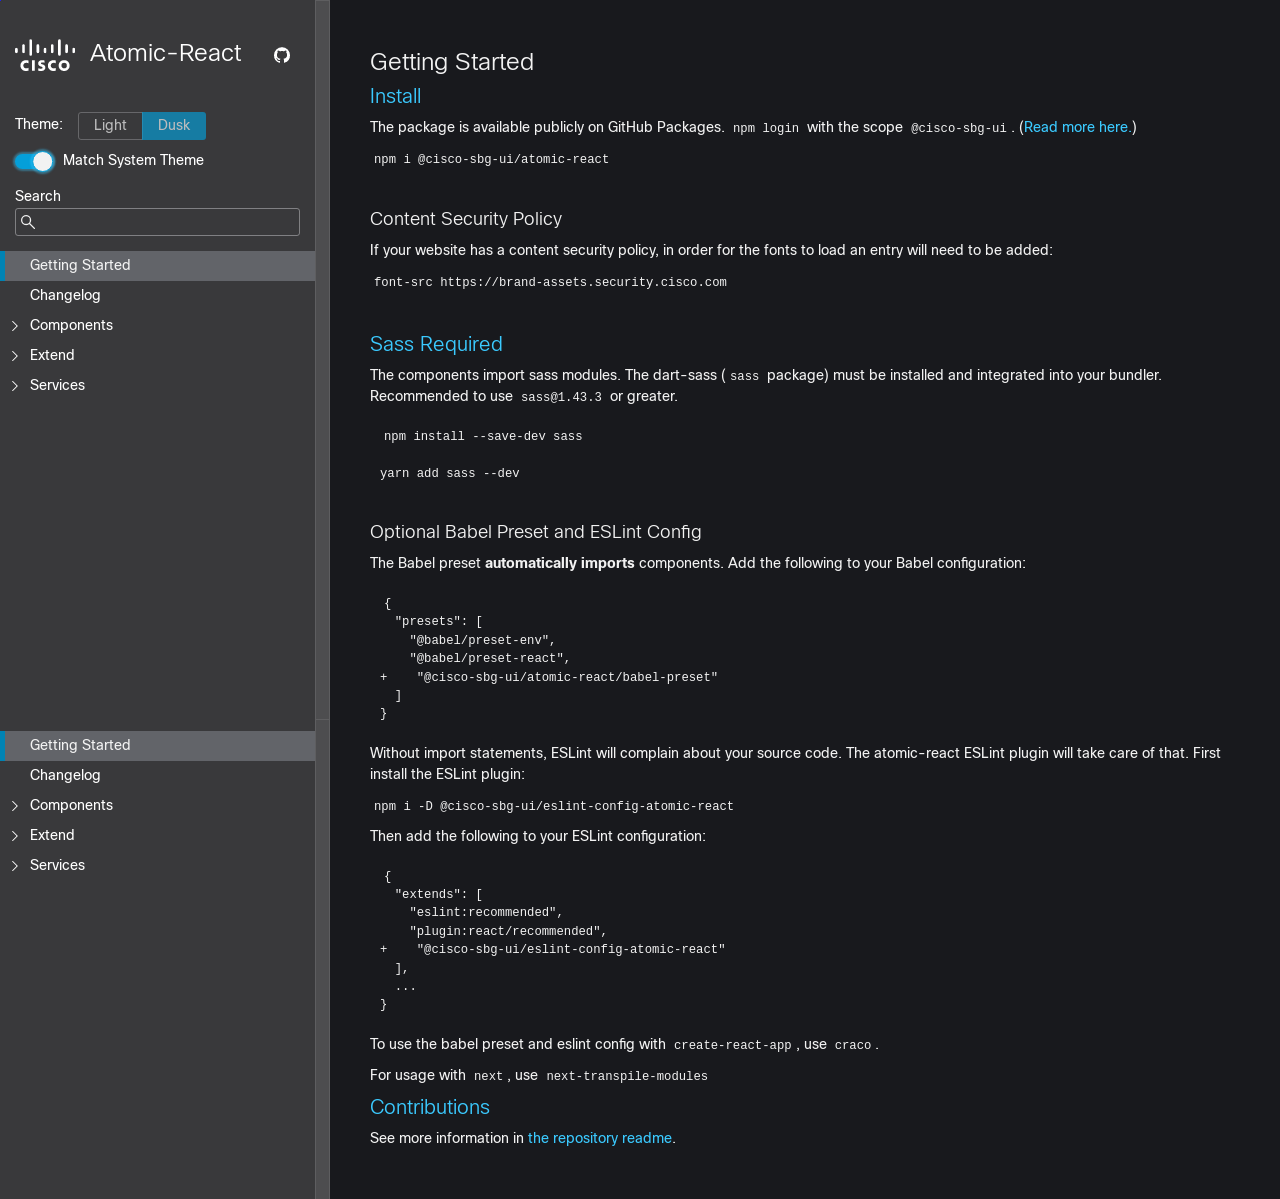 cisco
Atomic-React
Theme:
Light
Dusk
Match System Theme
Search
Getting Started
Changelog
Components
Extend
Services
Getting Started
Changelog
Components
Extend
Services
Getting Started
Install
The package is available publicly on GitHub Packages. npm login with the scope @cisco-sbg-ui. (Read more here.)
npm i @cisco-sbg-ui/atomic-react
Content Security Policy
If your website has a content security policy, in order for the fonts to load an entry will need to be added:
font-src https://brand-assets.security.cisco.com
Sass Required
The components import sass modules. The dart-sass ( sass package) must be installed and integrated into your bundler.
Recommended to use sass@1.43.3 or greater.
npm install --save-dev sass
yarn add sass --dev
Optional Babel Preset and ESLint Config
The Babel preset automatically imports components. Add the following to your Babel configuration:
{
"presets": [
"@babel/preset-env",
"@babel/preset-react",
+    "@cisco-sbg-ui/atomic-react/babel-preset"
]
}
Without import statements, ESLint will complain about your source code. The atomic-react ESLint plugin will take care of that. First
install the ESLint plugin:
npm i -D @cisco-sbg-ui/eslint-config-atomic-react
Then add the following to your ESLint configuration:
{
"extends": [
"eslint:recommended",
"plugin:react/recommended",
+    "@cisco-sbg-ui/eslint-config-atomic-react"
],
...
}
To use the babel preset and eslint config with create-react-app, use craco.
For usage with next, use next-transpile-modules
Contributions
See more information in the repository readme.